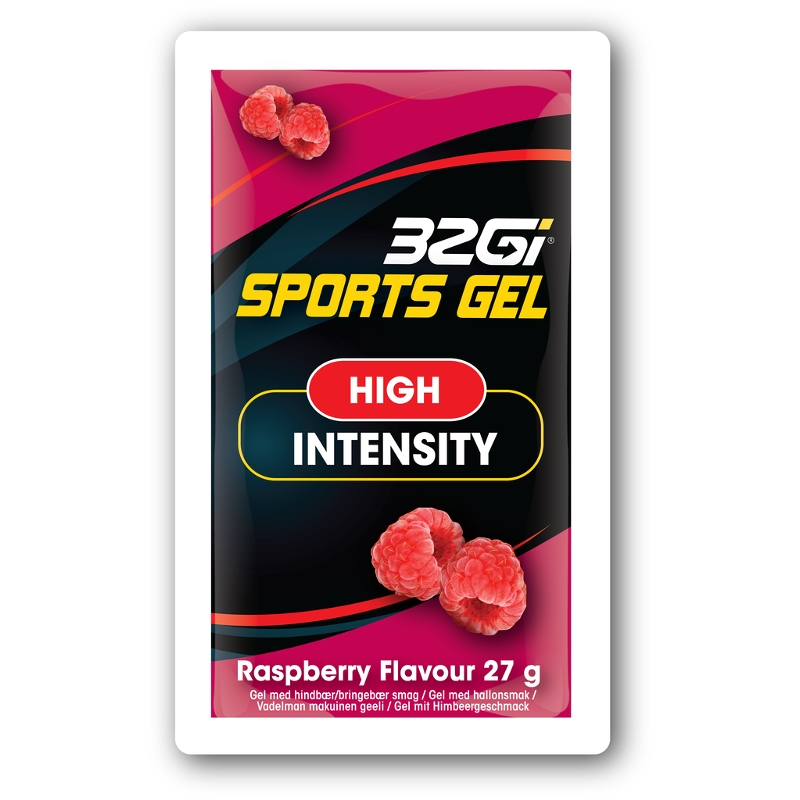 32Gi®
SPORTS GEL
HIGH
INTENSITY
Raspberry Flavour 27 g
Gel med hindbær/bringebær smag / Gel med hallonsmak /
Vadelman makuinen geeli / Gel mit Himbeergeschmack